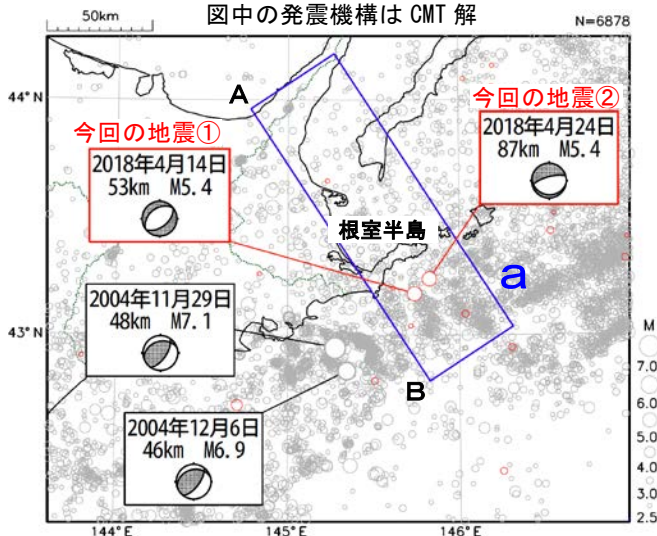 50km
図中の発震機構は CMT 解
N=6878
44°N
A
今回の地震①
2018年4月14日
53km M5.4
今回の地震②
2018年4月24日
87km M5.4
根室半島
a
2004年11月29日
48km M7.1
43°N
B
2004年12月6日
46km M6.9
M
7.0
6.0
5.0
4.0
3.0
2.5
144°E
145°E
146°E